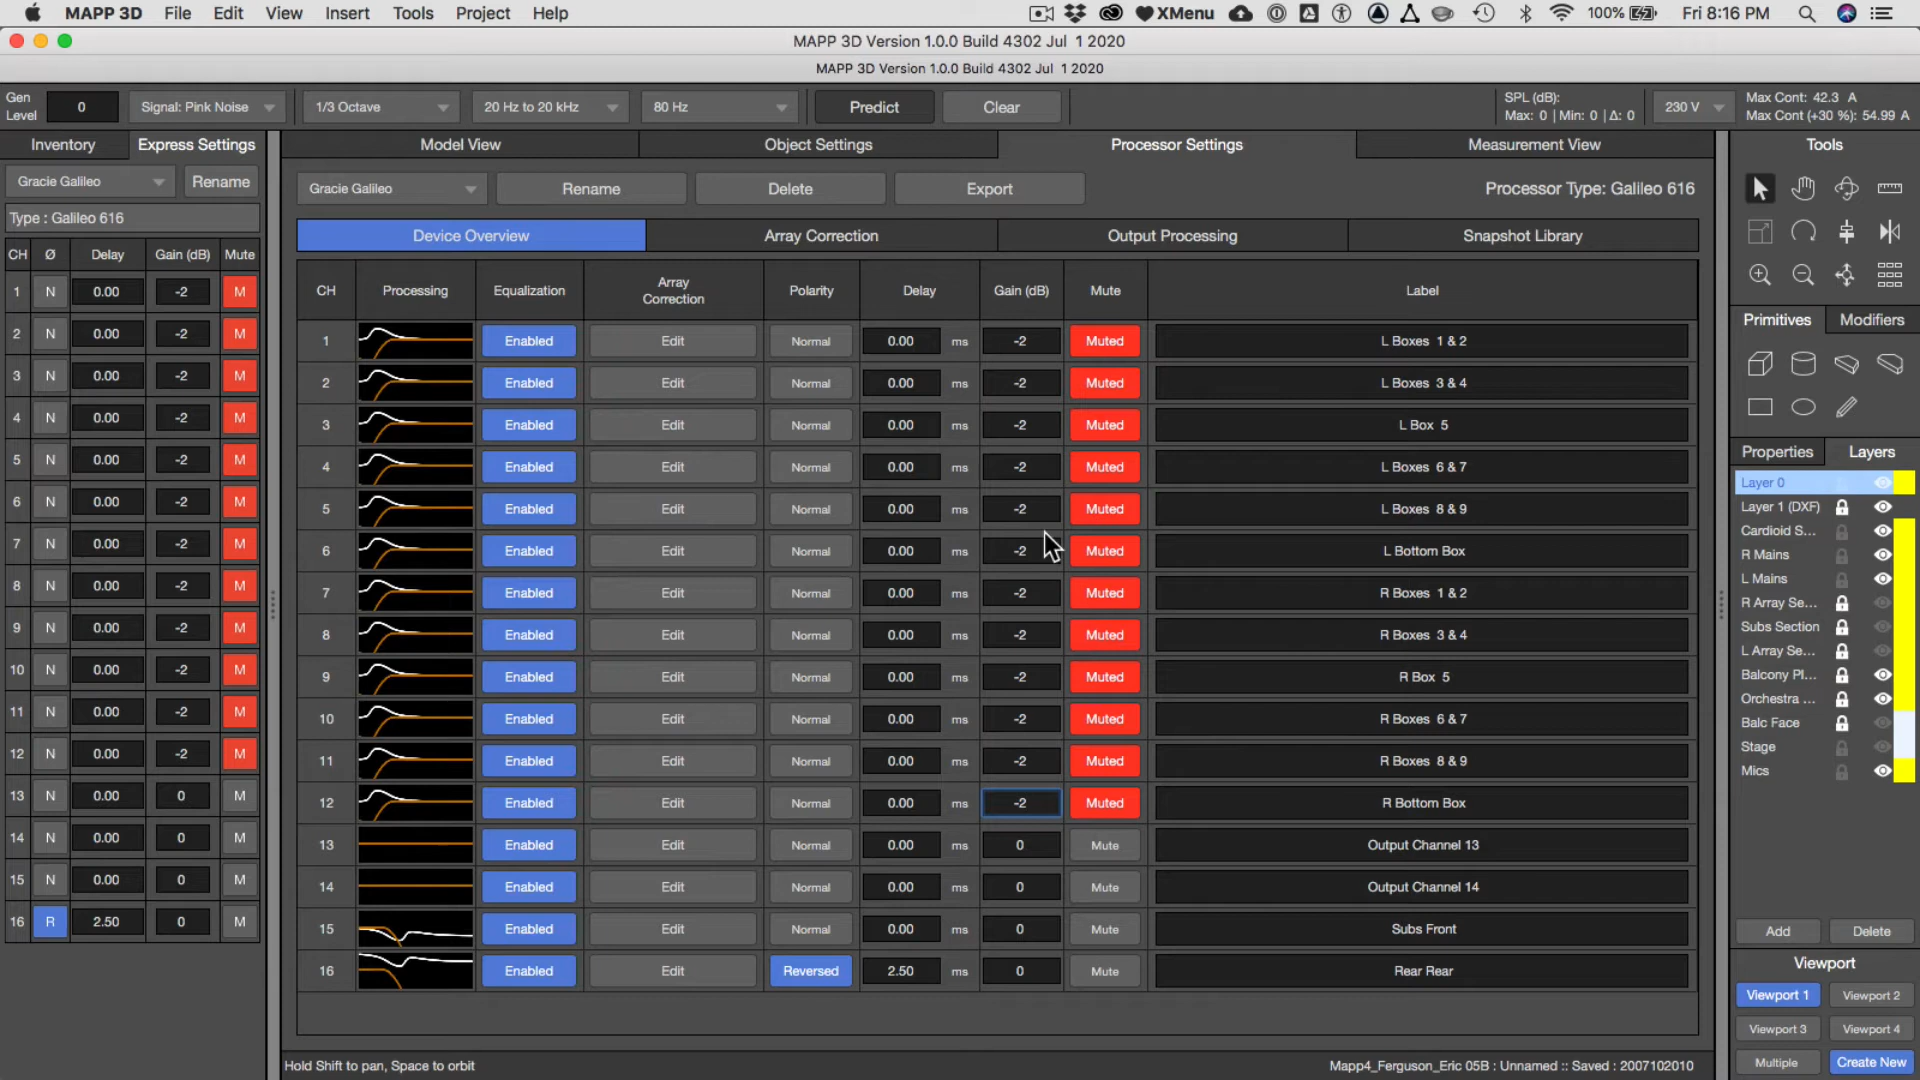 MAPP 3D File Edit View Insert Tools Project Help XMenu 100% Fri 8:16 PM
MAPP 3D Version 1.0.0 Build 4302 Jul 1 2020
MAPP 3D Version 1.0.0 Build 4302 Jul 1 2020
Gen Level 0 Signal: Pink Noise 1/3 Octave 20 Hz to 20 kHz 80 Hz Predict Clear
SPL (dB):
Max: 0 | Min: 0 | Δ: 0
230 V
Max Cont: 42.3 A
Max Cont (+30 %): 54.99 A
Inventory Express Settings
Gracie Galileo Rename
Type : Galileo 616
CH Ø Delay Gain (dB) Mute
1 N 0.00 -2 M
2 N 0.00 -2 M
3 N 0.00 -2 M
4 N 0.00 -2 M
5 N 0.00 -2 M
6 N 0.00 -2 M
7 N 0.00 -2 M
8 N 0.00 -2 M
9 N 0.00 -2 M
10 N 0.00 -2 M
11 N 0.00 -2 M
12 N 0.00 -2 M
13 N 0.00 0 M
14 N 0.00 0 M
15 N 0.00 0 M
16 R 2.50 0 M
Model View Object Settings Processor Settings Measurement View
Gracie Galileo Rename Delete Export Processor Type: Galileo 616
Device Overview Array Correction Output Processing Snapshot Library
CH Processing Equalization Array Correction Polarity Delay Gain (dB) Mute Label
1 Enabled Edit Normal 0.00 ms -2 Muted L Boxes 1 & 2
2 Enabled Edit Normal 0.00 ms -2 Muted L Boxes 3 & 4
3 Enabled Edit Normal 0.00 ms -2 Muted L Box 5
4 Enabled Edit Normal 0.00 ms -2 Muted L Boxes 6 & 7
5 Enabled Edit Normal 0.00 ms -2 Muted L Boxes 8 & 9
6 Enabled Edit Normal 0.00 ms -2 Muted L Bottom Box
7 Enabled Edit Normal 0.00 ms -2 Muted R Boxes 1 & 2
8 Enabled Edit Normal 0.00 ms -2 Muted R Boxes 3 & 4
9 Enabled Edit Normal 0.00 ms -2 Muted R Box 5
10 Enabled Edit Normal 0.00 ms -2 Muted R Boxes 6 & 7
11 Enabled Edit Normal 0.00 ms -2 Muted R Boxes 8 & 9
12 Enabled Edit Normal 0.00 ms -2 Muted R Bottom Box
13 Enabled Edit Normal 0.00 ms 0 Mute Output Channel 13
14 Enabled Edit Normal 0.00 ms 0 Mute Output Channel 14
15 Enabled Edit Normal 0.00 ms 0 Mute Subs Front
16 Enabled Edit Reversed 2.50 ms 0 Mute Rear Rear
Tools
Primitives Modifiers
Properties Layers
Layer 0
Layer 1 (DXF)
Cardioid S...
R Mains
L Mains
R Array Se...
Subs Section
L Array Se...
Balcony Pl...
Orchestra ...
Balc Face
Stage
Mics
Add Delete
Viewport
Viewport 1 Viewport 2
Viewport 3 Viewport 4
Multiple Create New
Hold Shift to pan, Space to orbit Mapp4_Ferguson_Eric 05B : Unnamed :: Saved : 2007102010